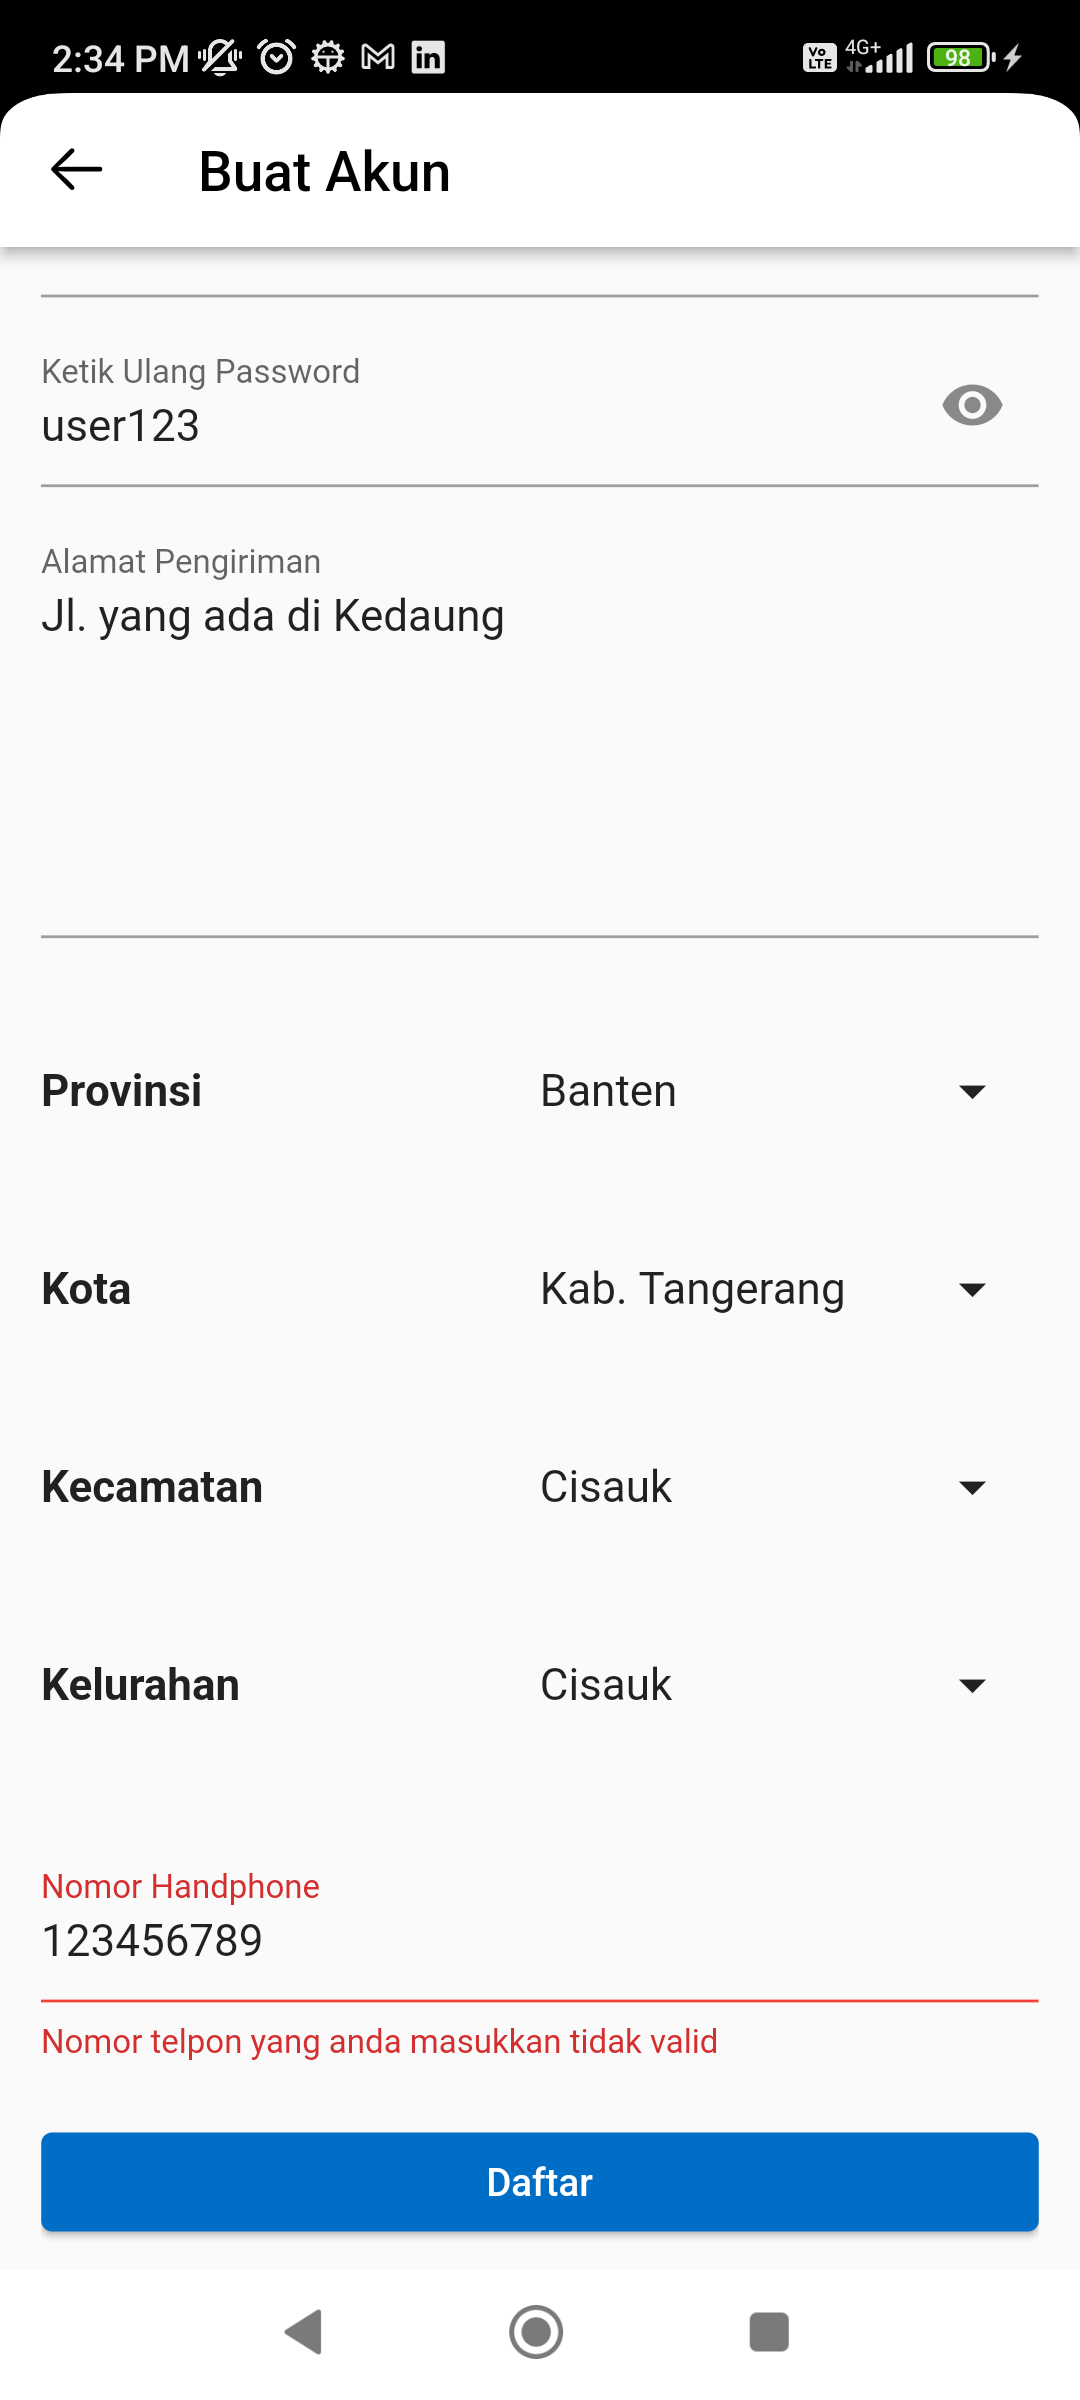 2:34 PM
Vo LTE
4G+
98
Buat Akun
Ketik Ulang Password
user123
Alamat Pengiriman
Jl. yang ada di Kedaung
Provinsi Banten
Kota Kab. Tangerang
Kecamatan Cisauk
Kelurahan Cisauk
Nomor Handphone
123456789
Nomor telpon yang anda masukkan tidak valid
Daftar